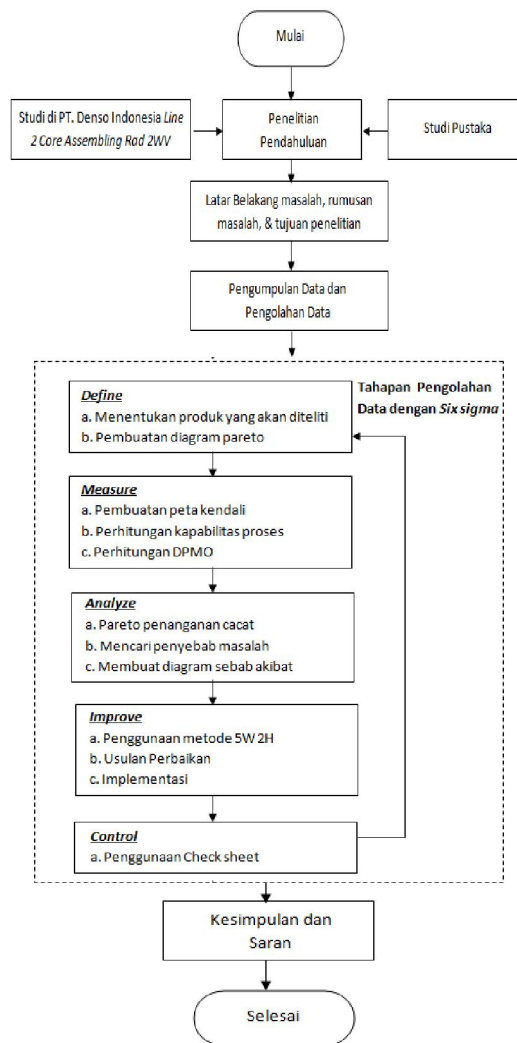 Mulai
Studi di PT. Denso Indonesia Line
2 Core Assembling Rad 2WV
Penelitian
Pendahuluan
Studi Pustaka
Latar Belakang masalah, rumusan
masalah, & tujuan penelitian
Pengumpulan Data dan
Pengolahan Data
Tahapan Pengolahan
Data dengan Six sigma
Define
a. Menentukan produk yang akan diteliti
b. Pembuatan diagram pareto
Measure
a. Pembuatan peta kendali
b. Perhitungan kapabilitas proses
c. Perhitungan DPMO
Analyze
a. Pareto penanganan cacat
b. Mencari penyebab masalah
c. Membuat diagram sebab akibat
Improve
a. Penggunaan metode 5W 2H
b. Usulan Perbaikan
c. Implementasi
Control
a. Penggunaan Check sheet
Kesimpulan dan
Saran
Selesai